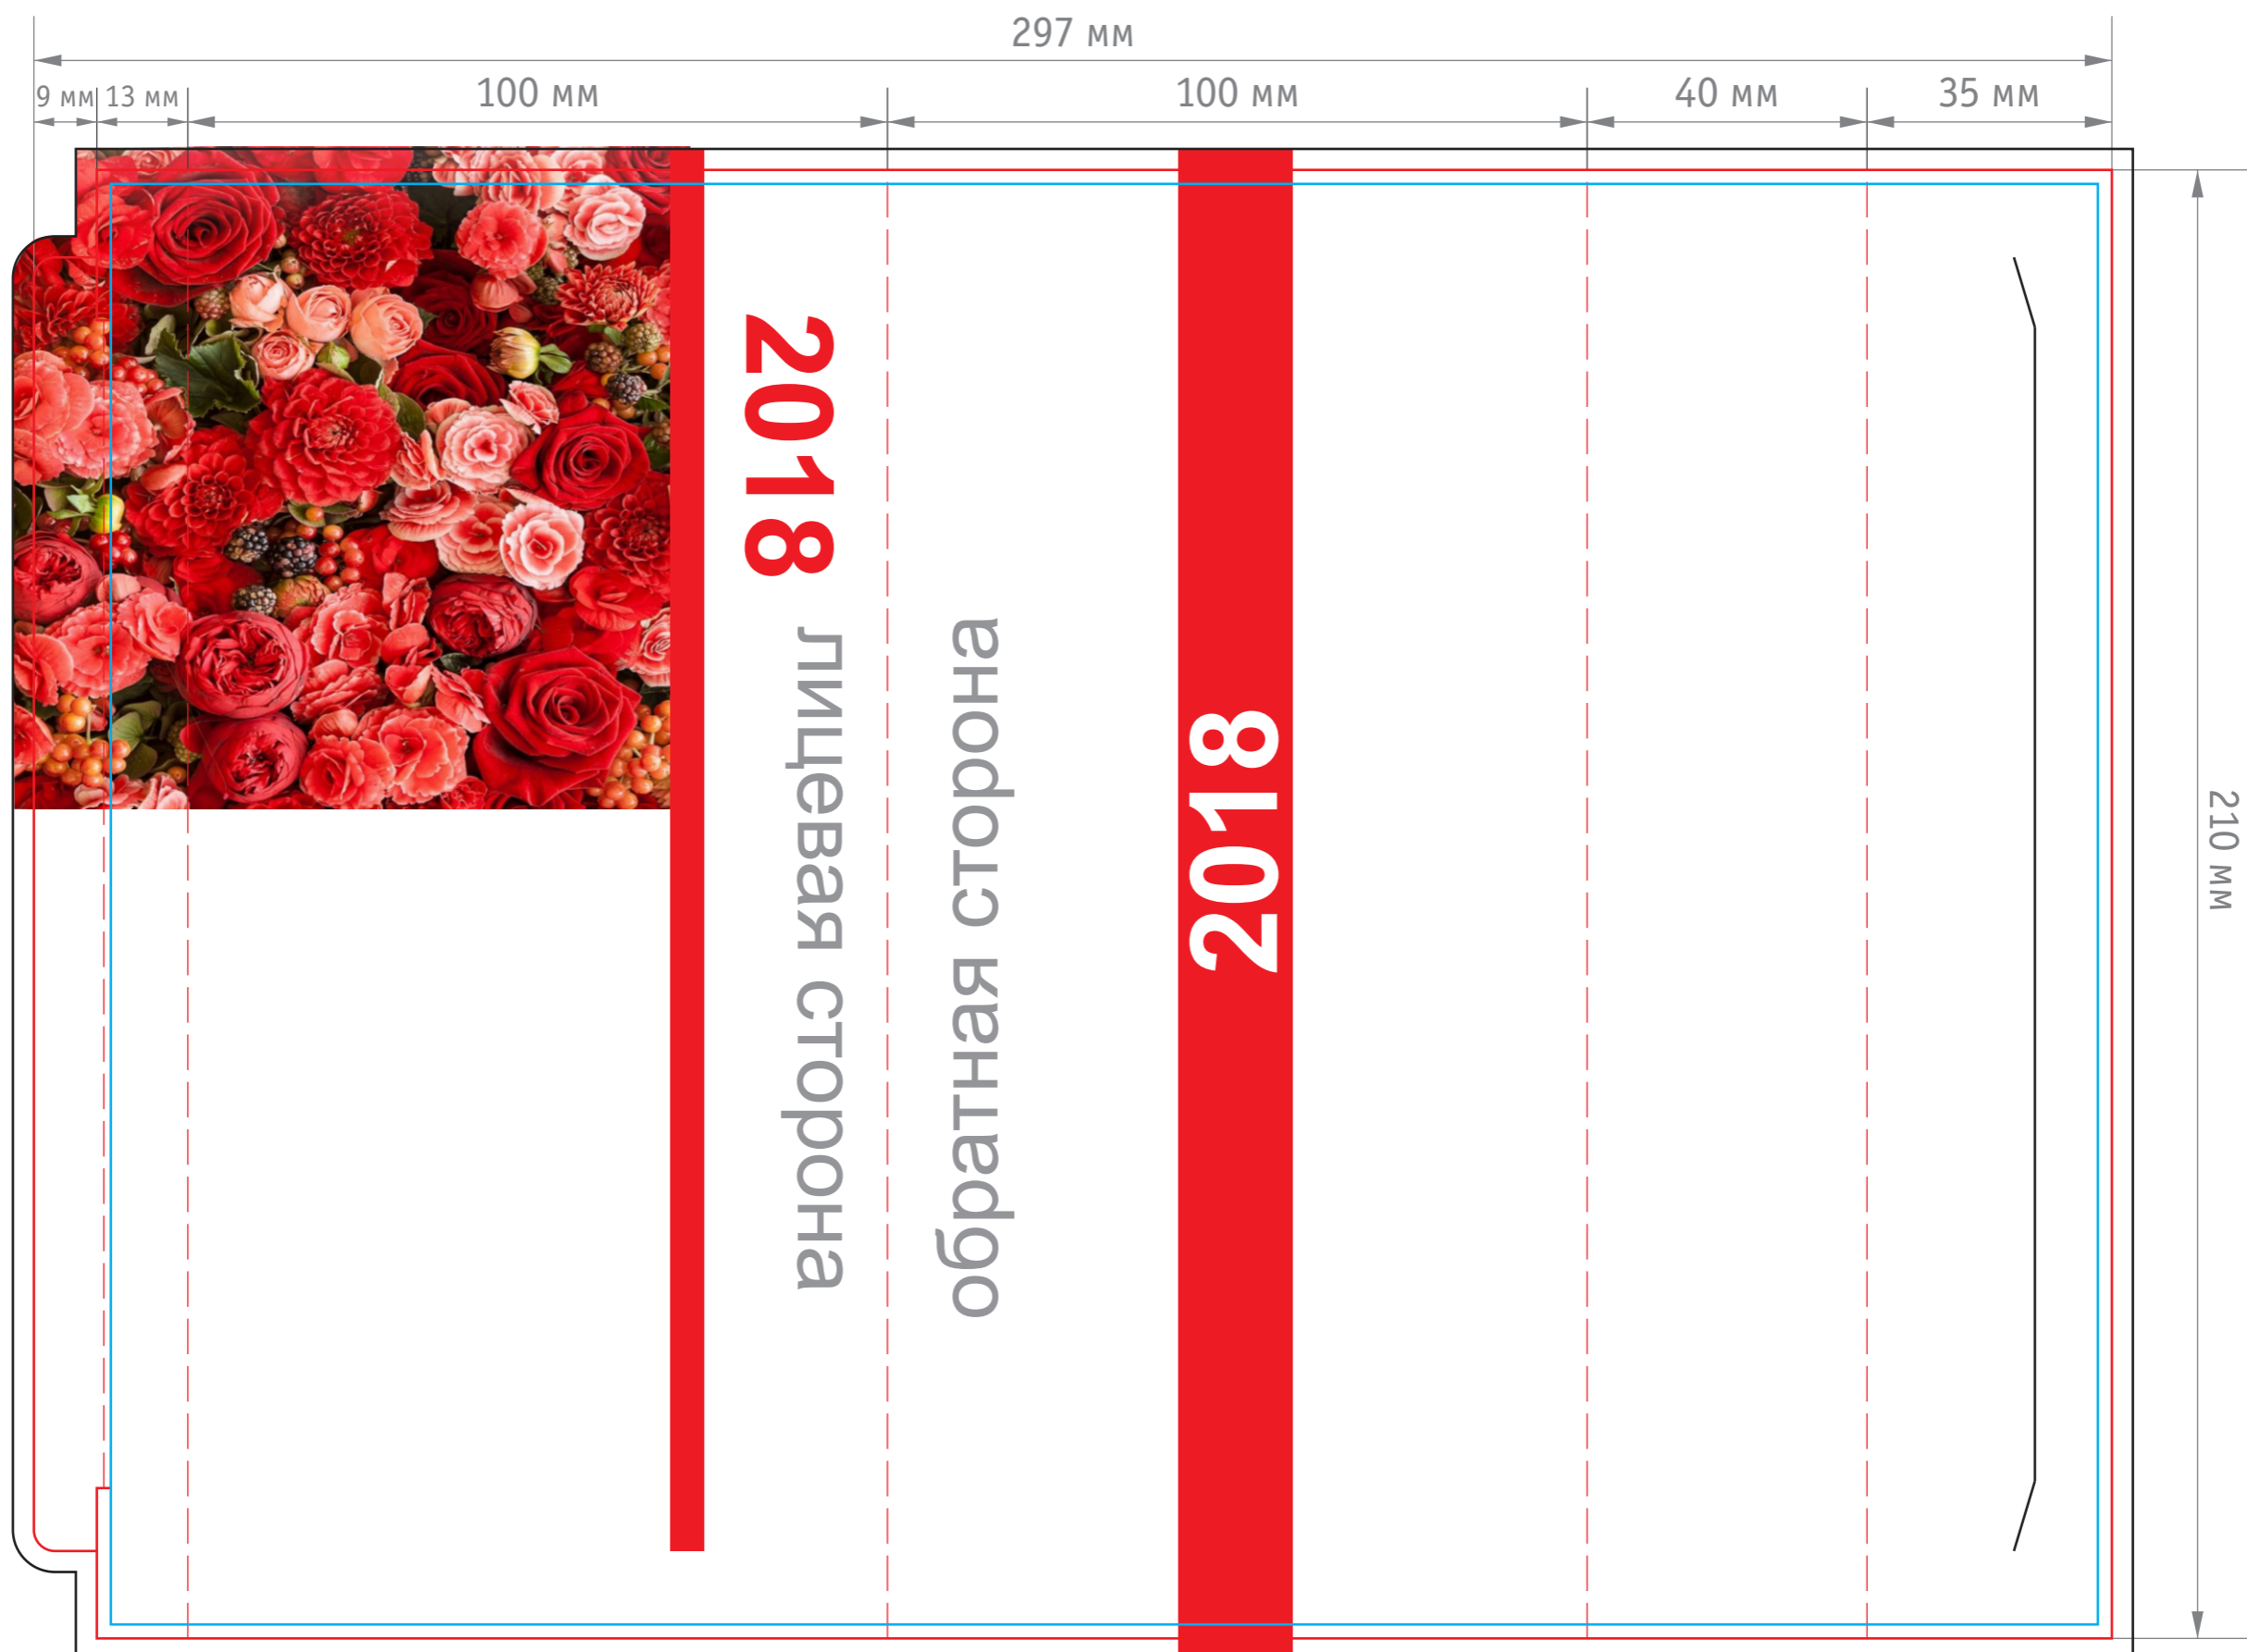 297 мм
9 мм
13 мм
100 мм
100 мм
40 мм
35 мм
2018
лицевая сторона
обратная сторона
2018
210 мм